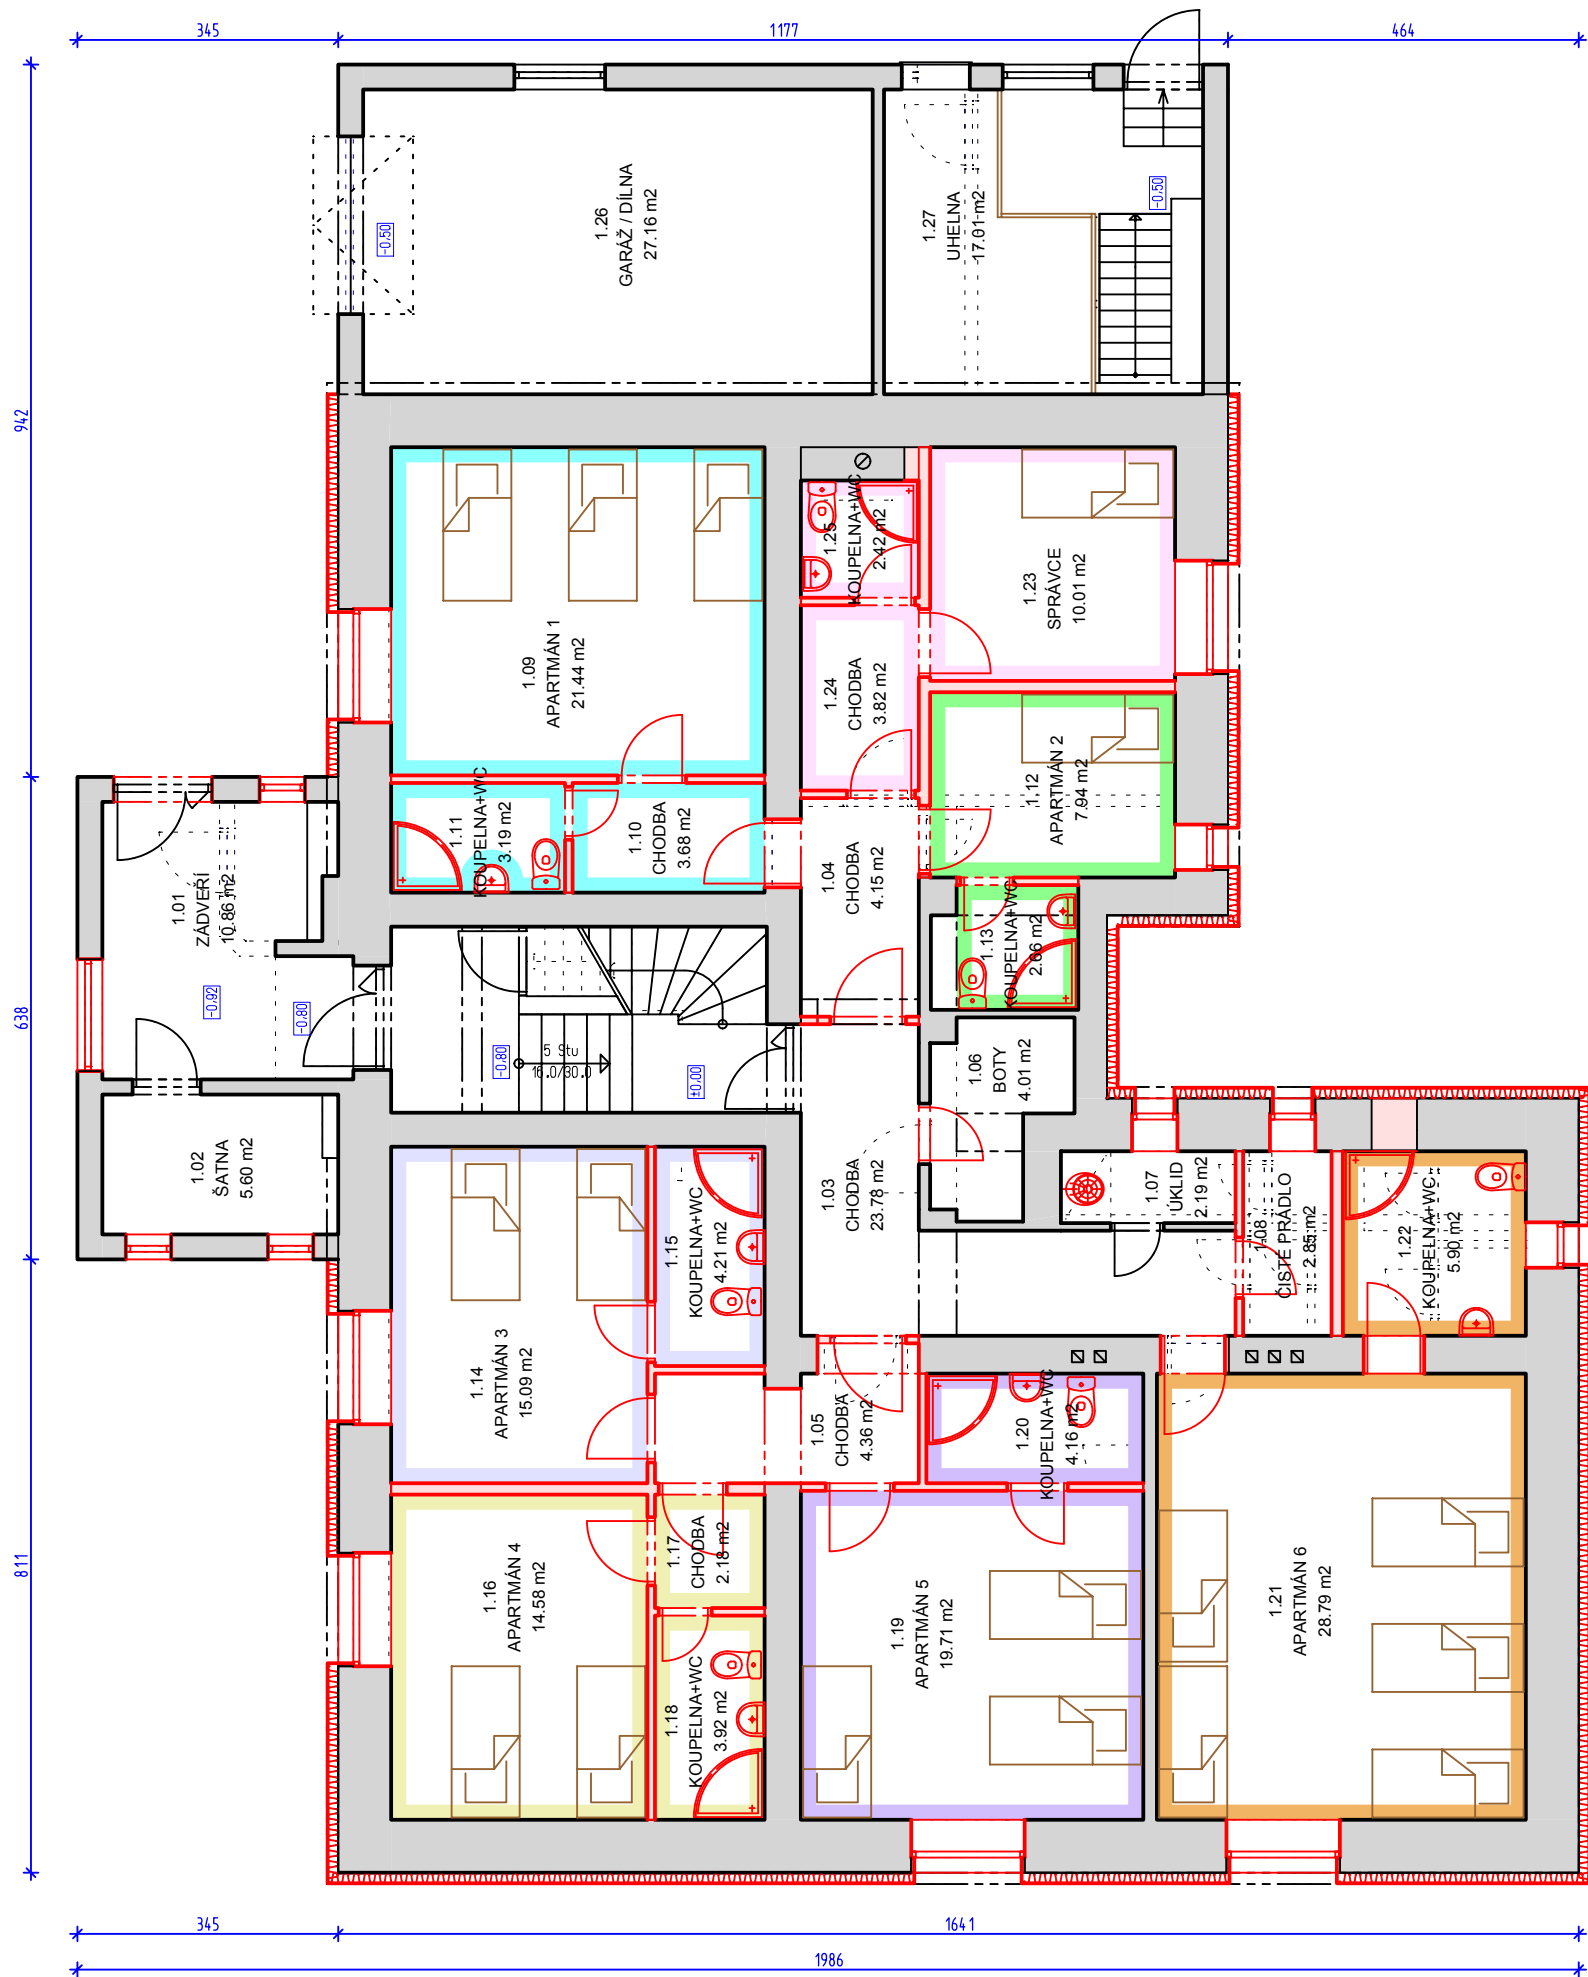 345
1177
464
942
638
811
1.26
GARÁŽ / DÍLNA
27.16 m2
-0,50
1.27
UHELNA
17.01 m2
-0,50
1.09
APARTMÁN 1
21.44 m2
1.25
KOUPELNA+WC
2.42 m2
1.23
SPRÁVCE
10.01 m2
1.24
CHODBA
3.82 m2
1.12
APARTMÁN 2
7.94 m2
1.11
KOUPELNA+WC
3.19 m2
1.10
CHODBA
3.68 m2
1.04
CHODBA
4.15 m2
1.13
KOUPELNA+WC
2.66 m2
1.01
ZÁDVEŘÍ
10.86 m2
-0,92
-0,80
-0,80
5 Stu
16.0/30.0
±0,00
1.06
BOTY
4.01 m2
1.02
ŠATNA
5.60 m2
1.03
CHODBA
23.78 m2
1.07
ÚKLID
2.19 m2
1.08
ČISTÉ PRÁDLO
2.85 m2
1.22
KOUPELNA+WC
5.90 m2
1.15
KOUPELNA+WC
4.21 m2
1.14
APARTMÁN 3
15.09 m2
1.05
CHODBA
4.36 m2
1.20
KOUPELNA+WC
4.16 m2
1.17
CHODBA
2.18 m2
1.16
APARTMÁN 4
14.58 m2
1.18
KOUPELNA+WC
3.92 m2
1.19
APARTMÁN 5
19.71 m2
1.21
APARTMÁN 6
28.79 m2
345
1641
1986